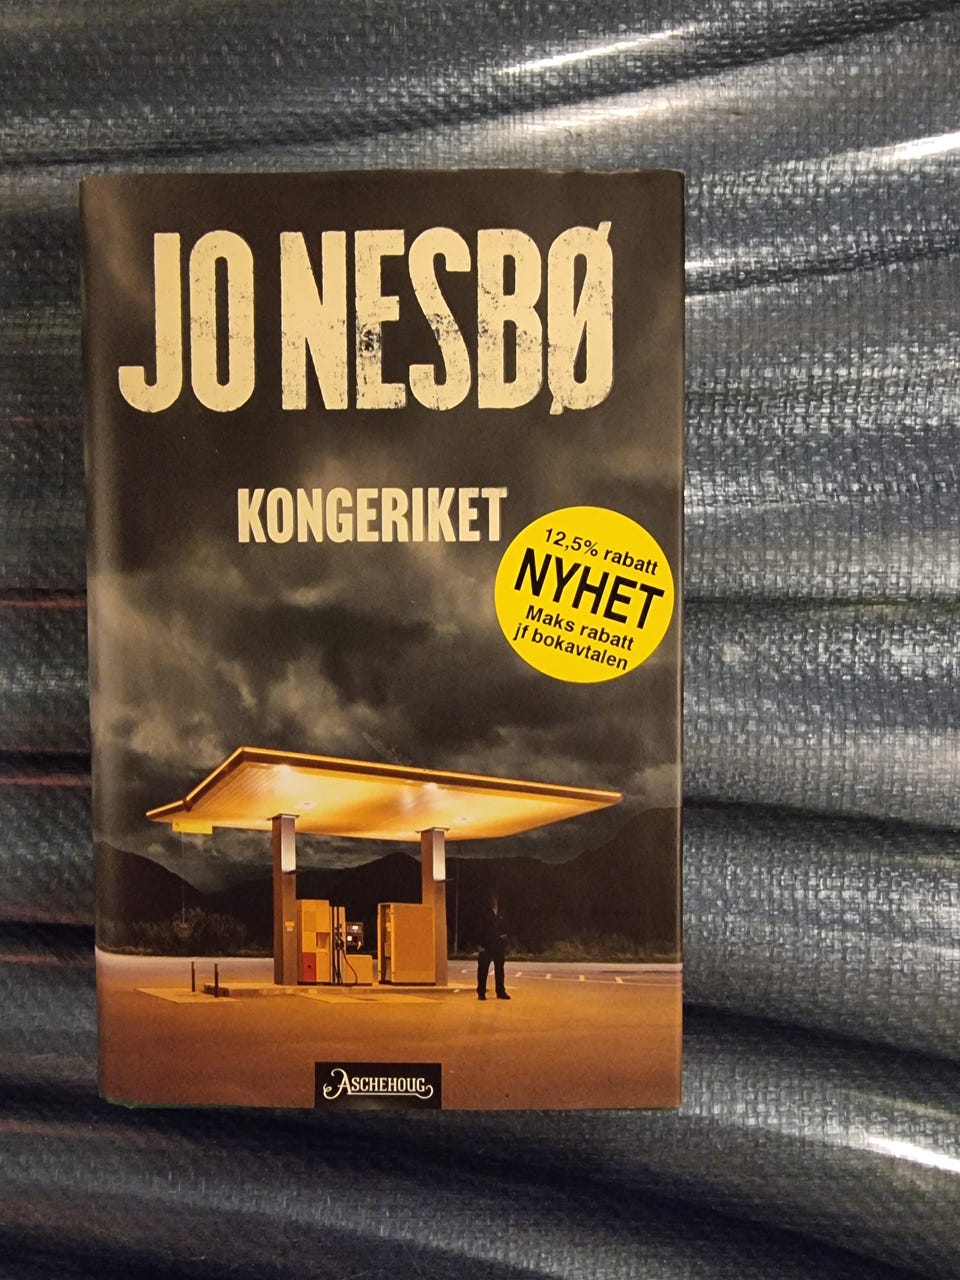 JO NESBØ
KONGERIKET
12,5% rabatt
NYHET
Maks rabatt
jf bokavtalen
ASCHEHOUG